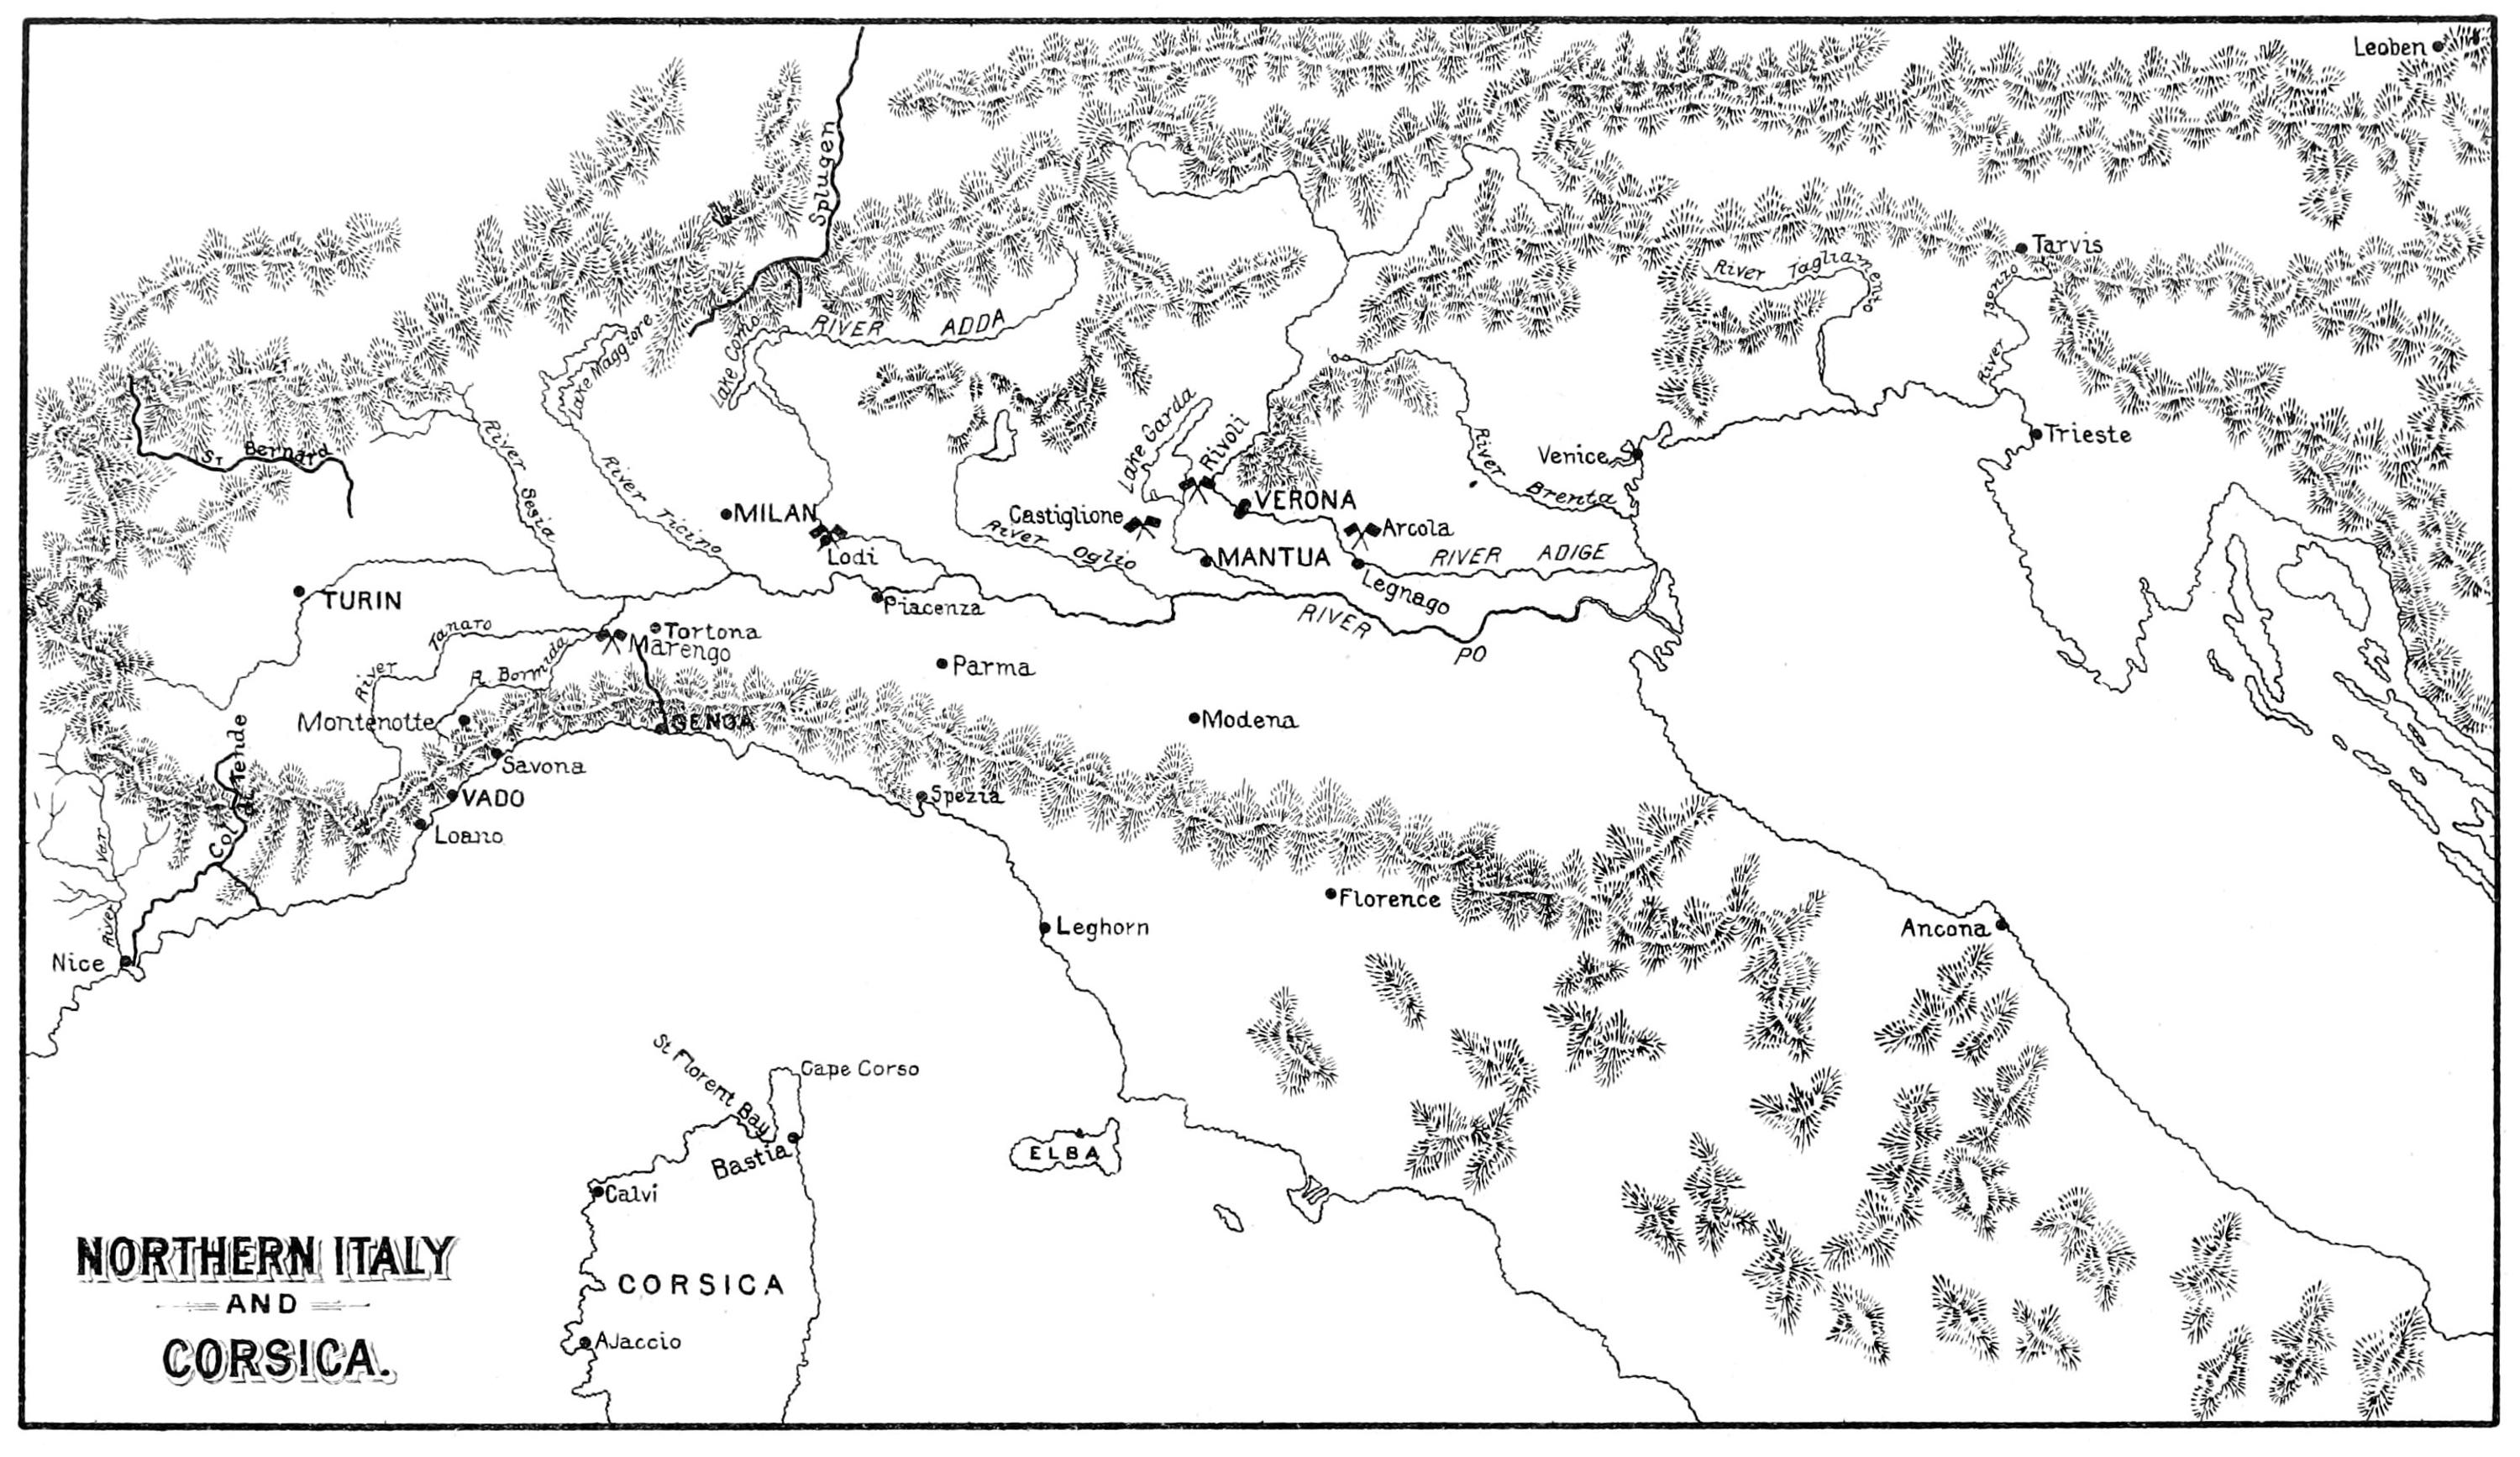 Leoben
Splugen
Tarvis
River Tagliamento
River Isonzo
RIVER ADDA
Lake Maggiore
Lake Como
Lake Garda
Rivoli
Trieste
Venice
River Brenta
St Bernard
River Sesia
River Ticino
MILAN
Lodi
Castiglione
River Oglio
VERONA
Arcola
MANTUA
RIVER ADIGE
Legnago
TURIN
Piacenza
RIVER PO
River Tanaro
Tortona
Marengo
R. Bormida
Parma
Montenotte
GENOA
Modena
Col di Tende
Savona
VADO
Spezia
Loano
River Var
Florence
Leghorn
Ancona
Nice
St Florent Bay
Cape Corso
Bastia
ELBA
Calvi
CORSICA
AJaccio
NORTHERN ITALY
AND
CORSICA.